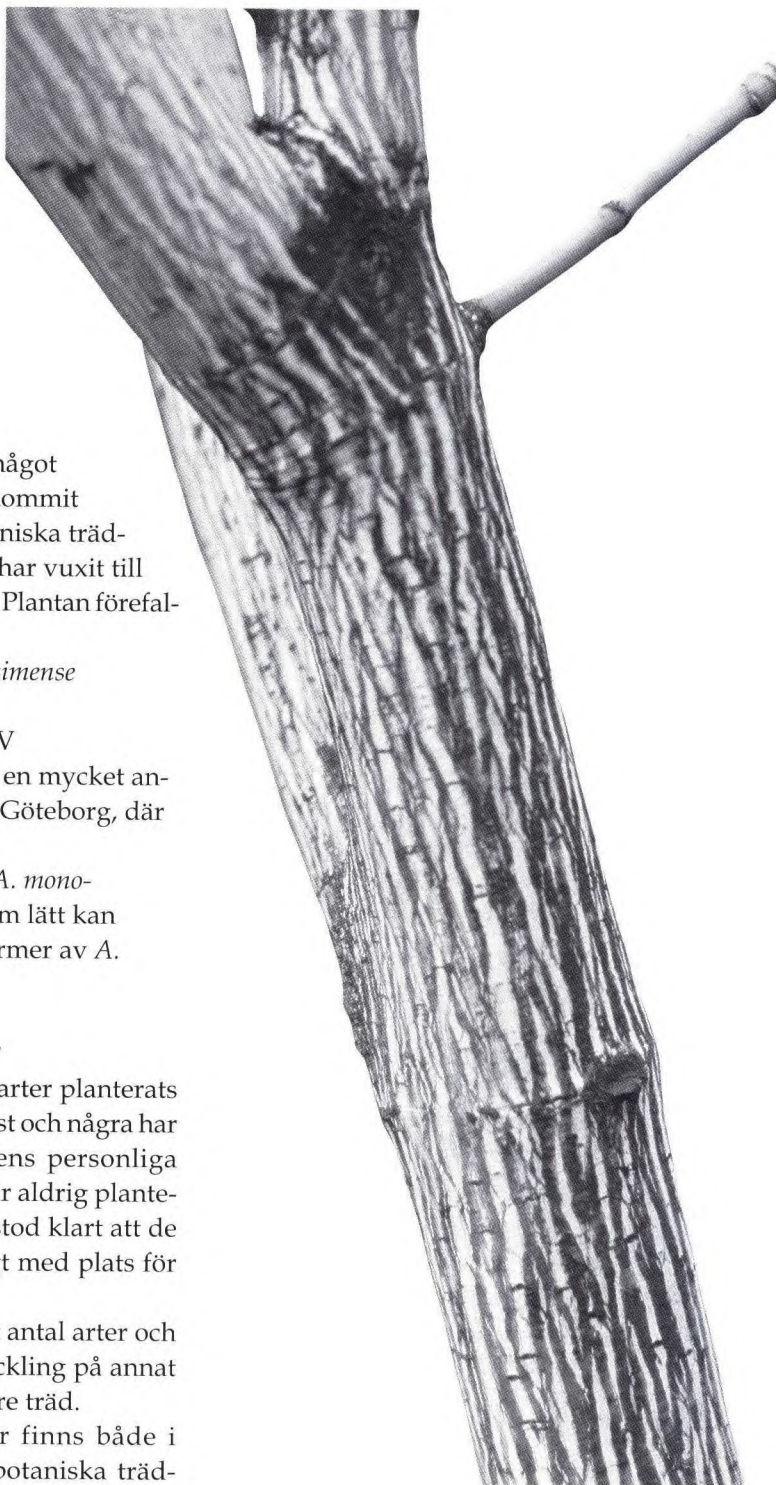 något
ommit
niska träd-
har vuxit till
Plantan förefal-
imense
V
en mycket an-
Göteborg, där
A. mono-
m lätt kan
rmer av A.
arter planterats
st och några har
ens personliga
r aldrig plante-
stod klart att de
t med plats för
antal arter och
ckling på annat
re träd.
r finns både i
botaniska träd-